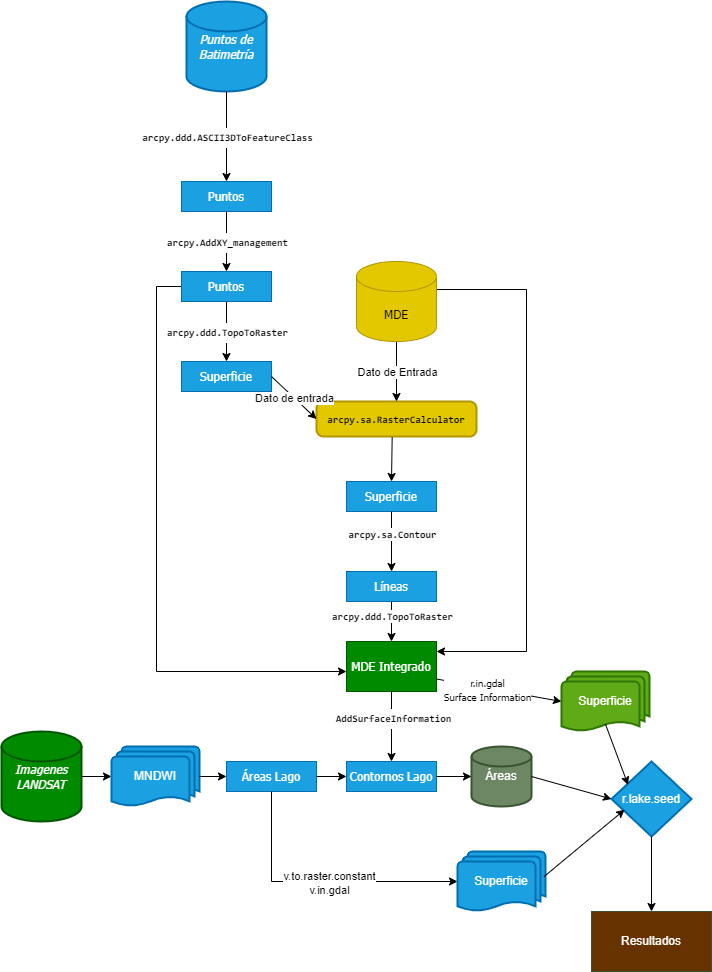 Puntos de
Batimetría
arcpy.ddd.ASCII3DToFeatureClass
Puntos
arcpy.AddXY_management
Puntos
MDE
arcpy.ddd.TopoToRaster
Dato de Entrada
Superficie
Dato de entrada
arcpy.sa.RasterCalculator
Superficie
arcpy.sa.Contour
Líneas
arcpy.ddd.TopoToRaster
MDE Integrado
r.in.gdal
Surface Information
Superficie
AddSurfaceInformation
Imagenes
LANDSAT
MNDWI
Áreas Lago
Contornos Lago
Áreas
r.lake.seed
v.to.raster.constant
v.in.gdal
Superficie
Resultados